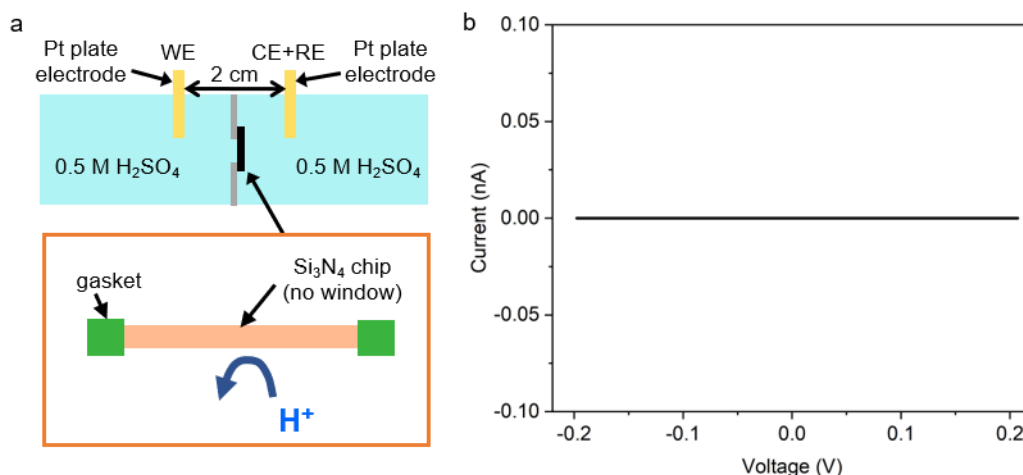 a
Pt plate
electrode
WE
2 cm
CE+RE
Pt plate
electrode
0.5 M H₂SO₄
0.5 M H₂SO₄
gasket
Si₃N₄ chip
(no window)
H⁺
b
Current (nA)
0.10
0.05
0.00
-0.05
-0.10
-0.2
-0.1
0.0
0.1
0.2
Voltage (V)